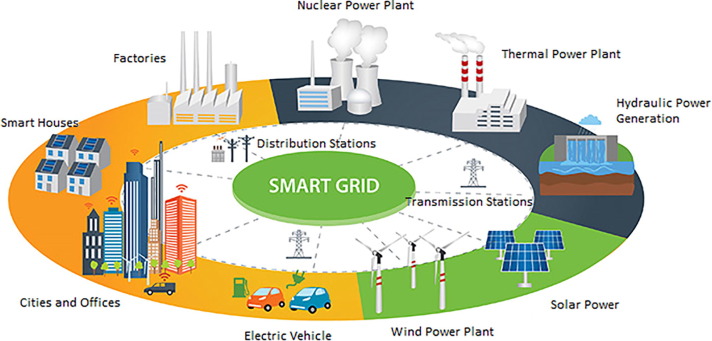 Nuclear Power Plant
Factories
Thermal Power Plant
Hydraulic Power
Generation
Smart Houses
Distribution Stations
SMART GRID
Transmission Stations
Cities and Offices
Solar Power
Electric Vehicle
Wind Power Plant